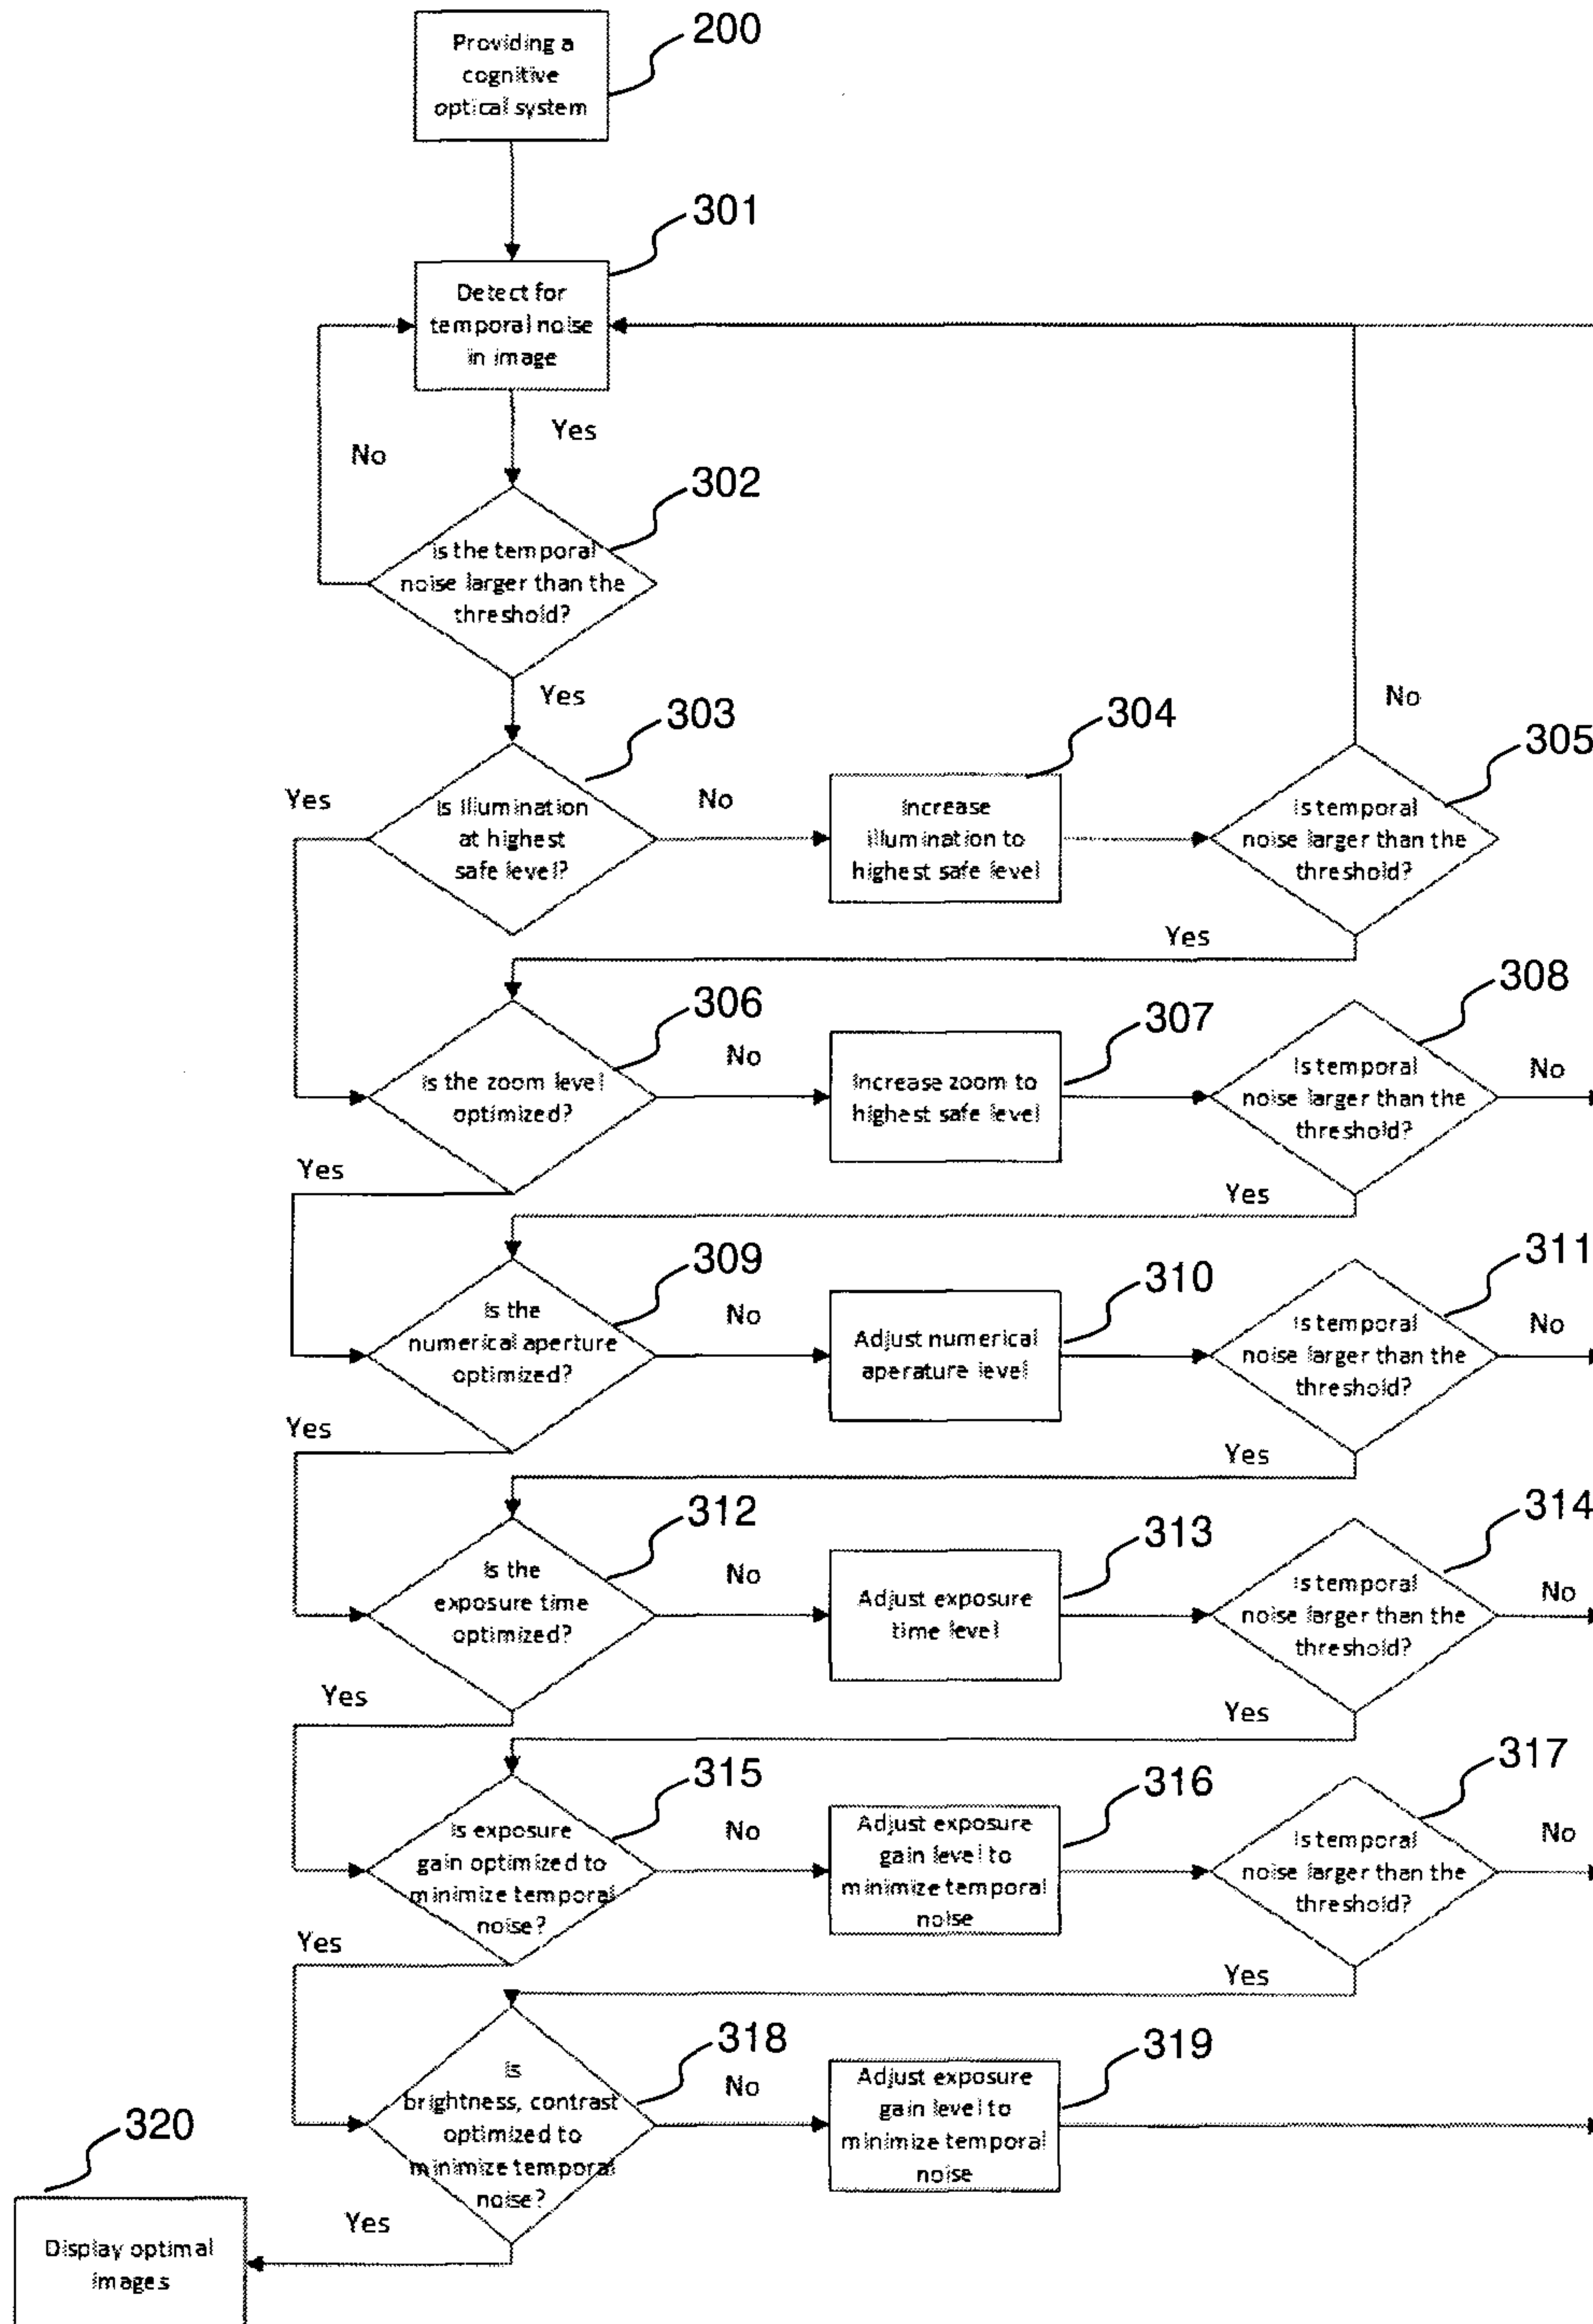 Providing a
cognitive
optical system
200
301
Detect for
temporal noise
in image
Yes
No
302
Is the temporal
noise larger than the
threshold?
Yes
No
303
304
305
Yes
Is illumination
at highest
safe level?
No
Increase
illumination to
highest safe level
Is temporal
noise larger than the
threshold?
Yes
306
307
308
Is the zoom level
optimized?
No
Increase zoom to
highest safe level
Is temporal
noise larger than the
threshold?
No
Yes
Yes
309
310
311
Is the
numerical aperture
optimized?
No
Adjust numerical
aperature level
Is temporal
noise larger than the
threshold?
No
Yes
Yes
312
313
314
Is the
exposure time
optimized?
No
Adjust exposure
time level
Is temporal
noise larger than the
threshold?
No
Yes
Yes
315
316
317
Is exposure
gain optimized to
minimize temporal
noise?
No
Adjust exposure
gain level to
minimize temporal
noise
Is temporal
noise larger than the
threshold?
No
Yes
Yes
318
319
Is
brightness, contrast
optimized to
minimize temporal
noise?
No
Adjust exposure
gain level to
minimize temporal
noise
320
Yes
Display optimal
images